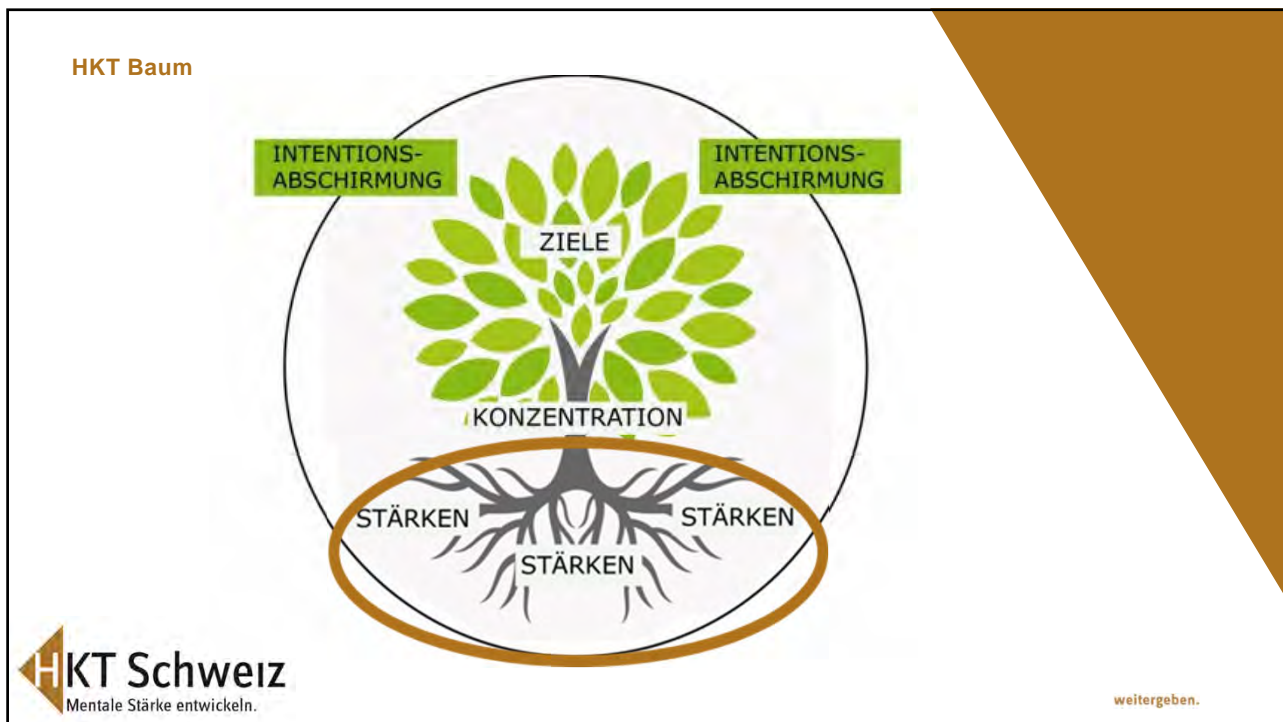 HKT Baum
INTENTIONS-
ABSCHIRMUNG
INTENTIONS-
ABSCHIRMUNG
ZIELE
KONZENTRATION
STÄRKEN
STÄRKEN
STÄRKEN
HKT Schweiz
Mentale Stärke entwickeln.
weitergeben.